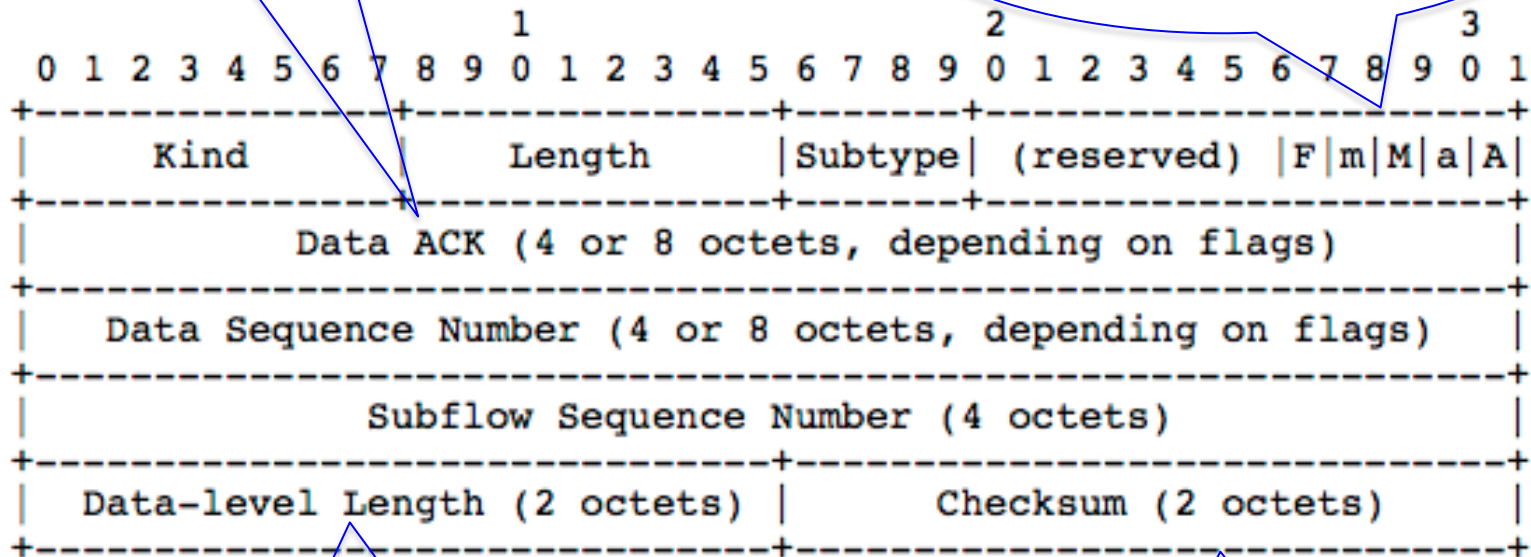 1                   2                   3
 0 1 2 3 4 5 6 7 8 9 0 1 2 3 4 5 6 7 8 9 0 1 2 3 4 5 6 7 8 9 0 1
+---------------+---------------+-------+----------------------+
|     Kind      |    Length     |Subtype| (reserved) |F|m|M|a|A|
+---------------+---------------+-------+----------------------+
|           Data ACK (4 or 8 octets, depending on flags)       |
+--------------------------------------------------------------+
|   Data Sequence Number (4 or 8 octets, depending on flags)   |
+--------------------------------------------------------------+
|              Subflow Sequence Number (4 octets)              |
+-------------------------------+------------------------------+
|  Data-level Length (2 octets) |      Checksum (2 octets)     |
+-------------------------------+------------------------------+